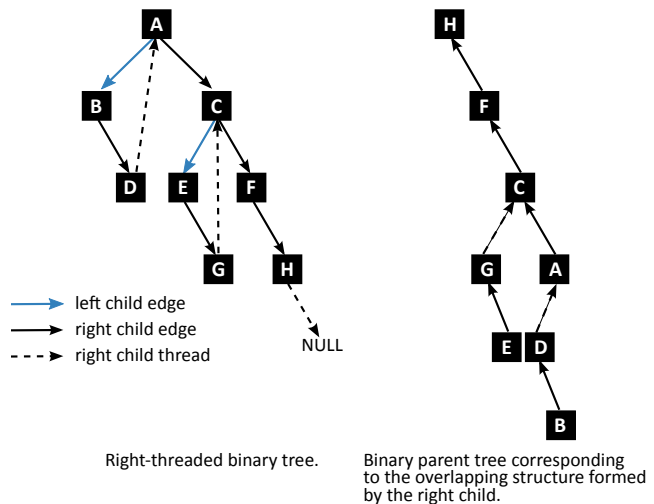 A
B
C
D
E
F
G
H
NULL
left child edge
right child edge
right child thread
Right-threaded binary tree.
H
F
C
G
A
E
D
B
Binary parent tree corresponding
to the overlapping structure formed
by the right child.